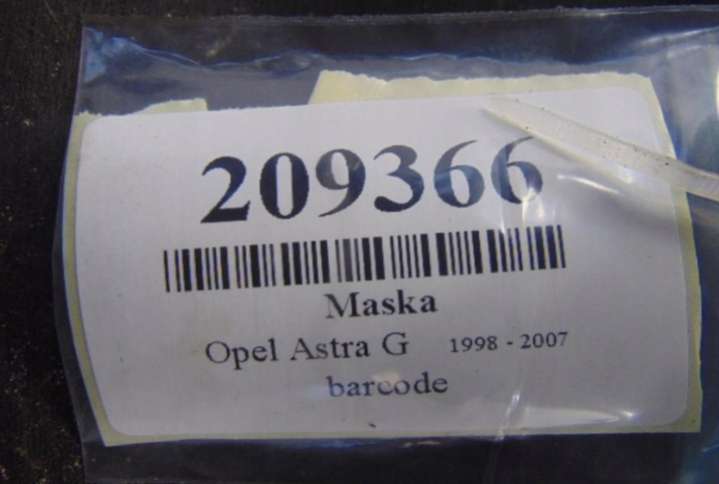 209366
Maska
Opel Astra G 1998 - 2007
barcode